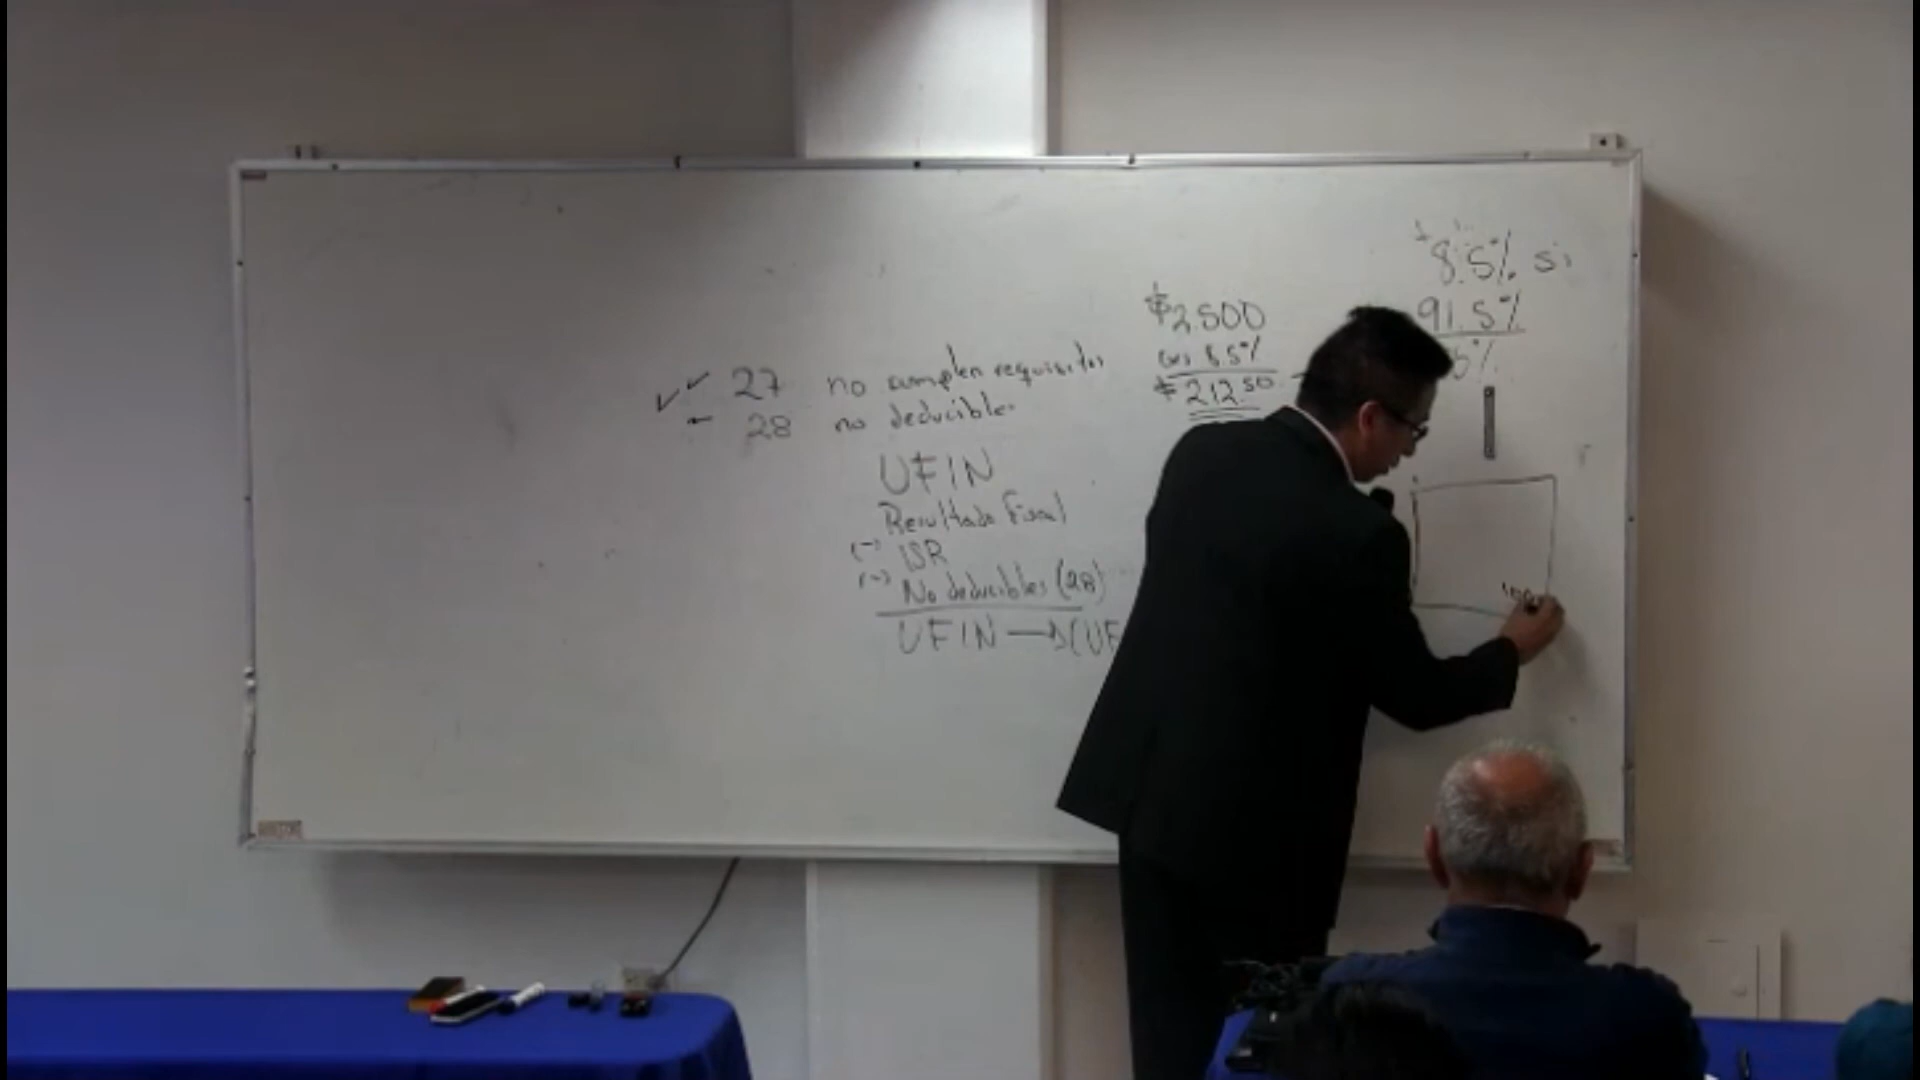 ✓ ✓ 27 no cumplen requisitos
- 28 no deducibles
UFIN
Resultado Fiscal
(-) ISR
(-) No deducibles (28)
UFIN → (UF
$2,500
(x) 8.5%
$212.50
8.5% si
91.5%